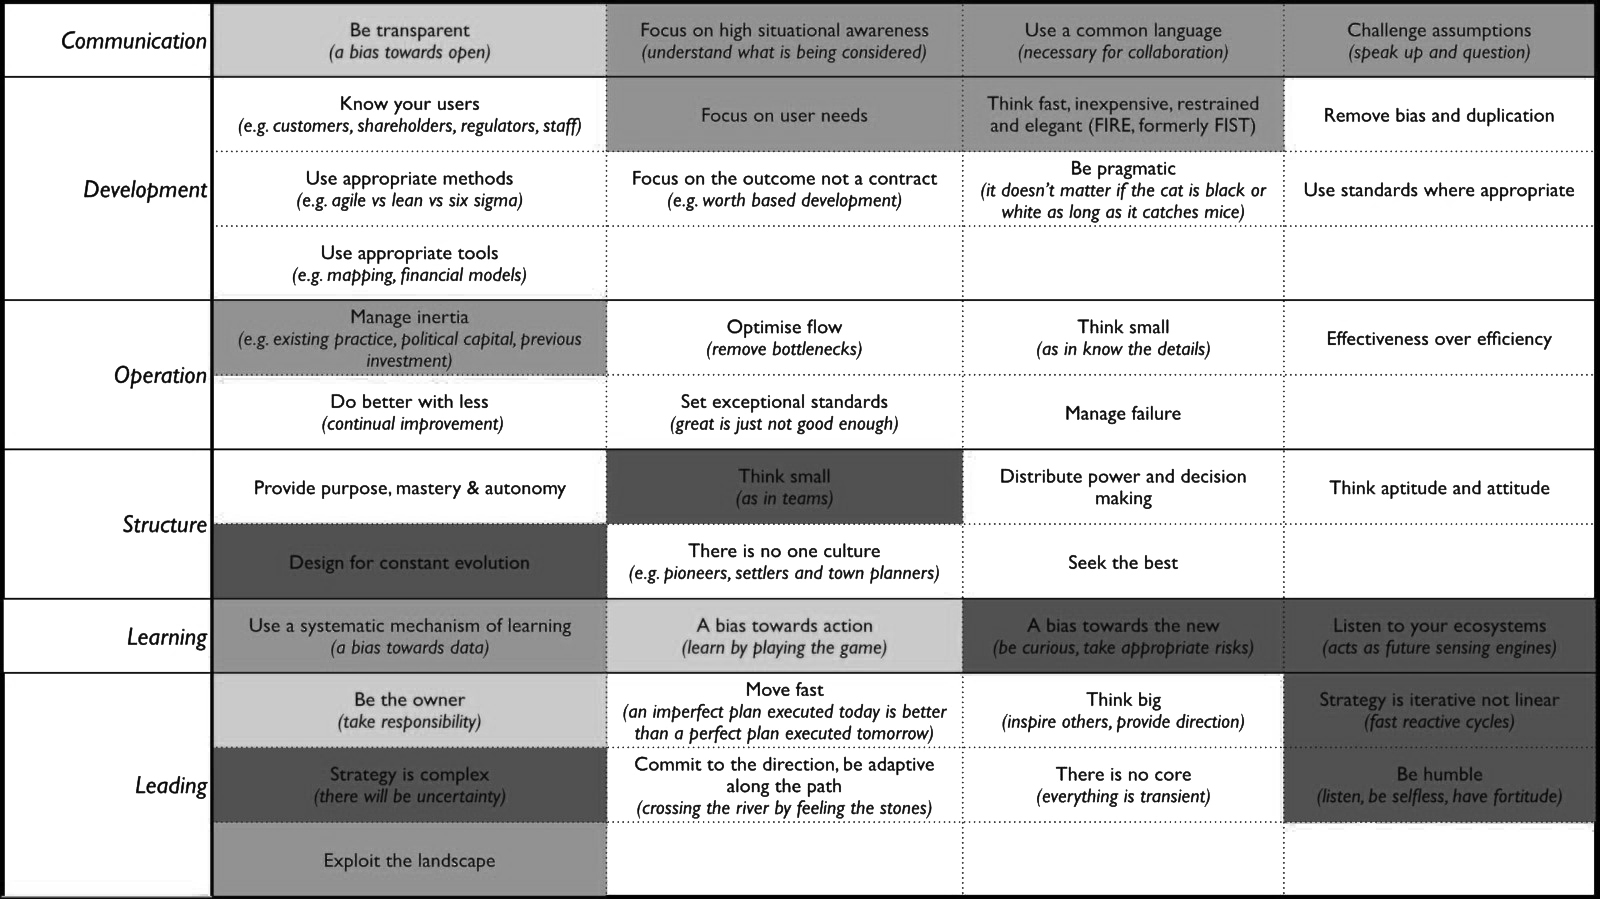 Communication
Be transparent
(a bias towards open)
Focus on high situational awareness
(understand what is being considered)
Use a common language
(necessary for collaboration)
Challenge assumptions
(speak up and question)
Development
Know your users
(e.g. customers, shareholders, regulators, staff)
Focus on user needs
Think fast, inexpensive, restrained
and elegant (FIRE, formerly FIST)
Remove bias and duplication
Use appropriate methods
(e.g. agile vs lean vs six sigma)
Focus on the outcome not a contract
(e.g. worth based development)
Be pragmatic
(it doesn't matter if the cat is black or
white as long as it catches mice)
Use standards where appropriate
Use appropriate tools
(e.g. mapping, financial models)
Operation
Manage inertia
(e.g. existing practice, political capital, previous
investment)
Optimise flow
(remove bottlenecks)
Think small
(as in know the details)
Effectiveness over efficiency
Do better with less
(continual improvement)
Set exceptional standards
(great is just not good enough)
Manage failure
Structure
Provide purpose, mastery & autonomy
Think small
(as in teams)
Distribute power and decision
making
Think aptitude and attitude
Design for constant evolution
There is no one culture
(e.g. pioneers, settlers and town planners)
Seek the best
Learning
Use a systematic mechanism of learning
(a bias towards data)
A bias towards action
(learn by playing the game)
A bias towards the new
(be curious, take appropriate risks)
Listen to your ecosystems
(acts as future sensing engines)
Leading
Be the owner
(take responsibility)
Move fast
(an imperfect plan executed today is better
than a perfect plan executed tomorrow)
Think big
(inspire others, provide direction)
Strategy is iterative not linear
(fast reactive cycles)
Strategy is complex
(there will be uncertainty)
Commit to the direction, be adaptive
along the path
(crossing the river by feeling the stones)
There is no core
(everything is transient)
Be humble
(listen, be selfless, have fortitude)
Exploit the landscape